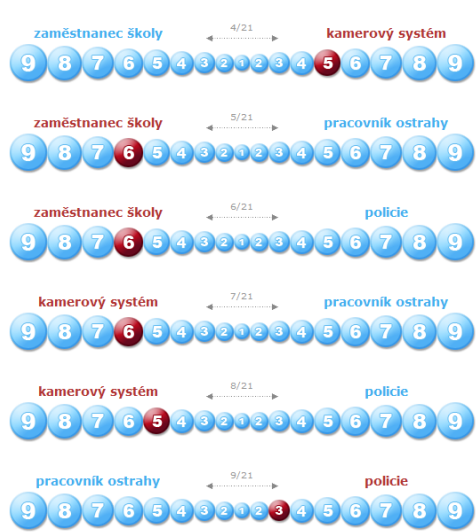 4/21
zaměstnanec školy kamerový systém
9 8 7 6 5 4 3 2 1 2 3 4 5 6 7 8 9
5/21
zaměstnanec školy pracovník ostrahy
9 8 7 6 5 4 3 2 1 2 3 4 5 6 7 8 9
6/21
zaměstnanec školy policie
9 8 7 6 5 4 3 2 1 2 3 4 5 6 7 8 9
7/21
kamerový systém pracovník ostrahy
9 8 7 6 5 4 3 2 1 2 3 4 5 6 7 8 9
8/21
kamerový systém policie
9 8 7 6 5 4 3 2 1 2 3 4 5 6 7 8 9
9/21
pracovník ostrahy policie
9 8 7 6 5 4 3 2 1 2 3 4 5 6 7 8 9